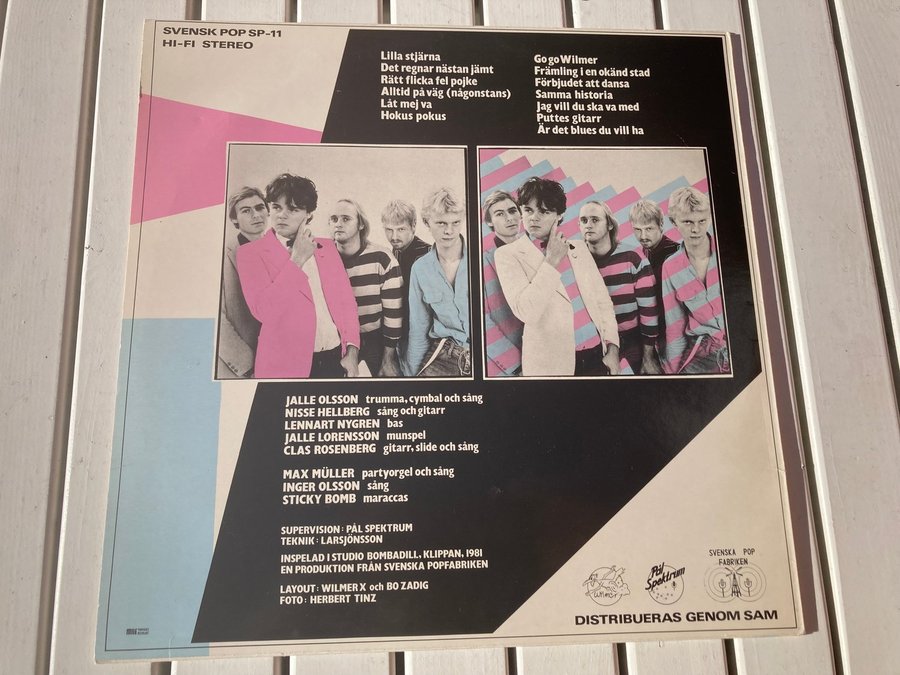 SVENSK POP SP-11
HI-FI STEREO
Lilla stjärna
Det regnar nästan jämt
Rätt flicka fel pojke
Alltid på väg (någonstans)
Låt mej va
Hokus pokus
Go go Wilmer
Främling i en okänd stad
Förbjudet att dansa
Samma historia
Jag vill du ska va med
Puttes gitarr
Är det blues du vill ha
JALLE OLSSON trumma, cymbal och sång
NISSE HELLBERG sång och gitarr
LENNART NYGREN bas
JALLE LORENSSON munspel
CLAS ROSENBERG gitarr, slide och sång
MAX MÜLLER partyorgel och sång
INGER OLSSON sång
STICKY BOMB maraccas
SUPERVISION: PÅL SPEKTRUM
TEKNIK: LARSJÖNSSON
INSPELAD I STUDIO BOMBADILL, KLIPPAN, 1981
EN PRODUKTION FRÅN SVENSKA POPFABRIKEN
LAYOUT: WILMER X och BO ZADIG
FOTO: HERBERT TINZ
Pål
Spektrum
SVENSKA POP
FABRIKEN
DISTRIBUERAS GENOM SAM